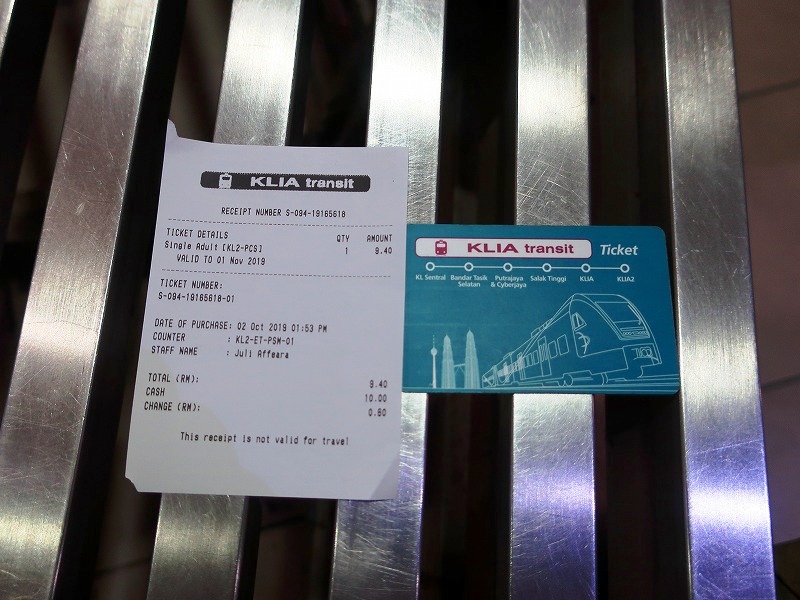 KLIA transit
RECEIPT NUMBER S-094-19165618
TICKET DETAILS QTY AMOUNT
Single Adult [KL2-PCS] 1 9.40
VALID TO 01 Nov 2019
TICKET NUMBER:
S-094-19165618-01
DATE OF PURCHASE: 02 Oct 2019 01:53 PM
COUNTER : KL2-ET-PSM-01
STAFF NAME : Juli Affeara
TOTAL (RM): 9.40
CASH 10.00
CHANGE (RM): 0.60
This receipt is not valid for travel
KLIA transit Ticket
KL Sentral Bandar Tasik Selatan Putrajaya & Cyberjaya Salak Tinggi KLIA KLIA2